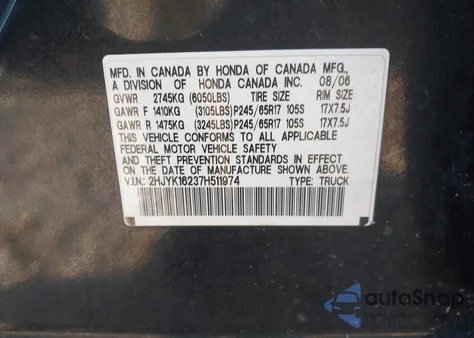 MFD. IN CANADA BY HONDA OF CANADA MFG.,
A DIVISION OF HONDA CANADA INC. 08/06
GVWR 2745KG (6050LBS) TIRE SIZE RIM SIZE
GAWR F 1410KG (3105LBS) P245/65R17 105S 17X7.5J
GAWR R 1475KG (3245LBS) P245/65R17 105S 17X7.5J
THIS VEHICLE CONFORMS TO ALL APPLICABLE
FEDERAL MOTOR VEHICLE SAFETY
AND THEFT PREVENTION STANDARDS IN EFFECT
ON THE DATE OF MANUFACTURE SHOWN ABOVE.
V.I.N.: 2HJYK16237H511974 TYPE: TRUCK
autoSnap